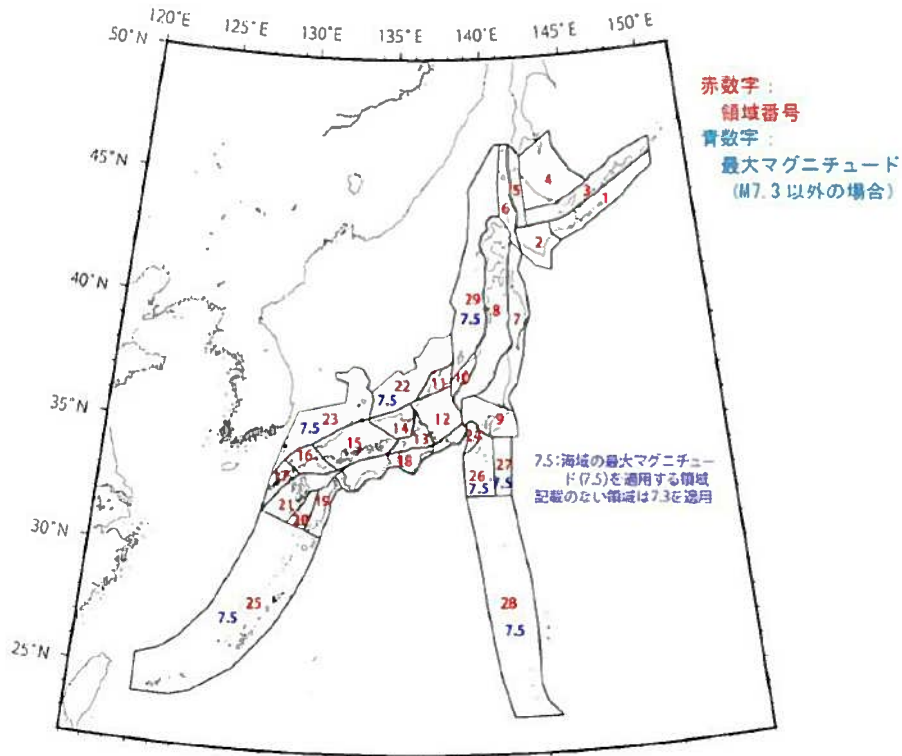 120°E
125°E
130°E
135°E
140°E
145°E
150°E
50°N
45°N
40°N
35°N
30°N
25°N
赤数字：
領域番号
青数字：
最大マグニチュード
(M7.3 以外の場合)
4
5
3
1
6
2
29
7.5
8
7
22
7.5
11
10
23
7.5
12
9
14
13
15
24
16
18
17
26
7.5
27
7.5
21
19
20
7.5:海域の最大マグニチュー
ド(7.5)を適用する領域
記載のない領域は7.3を適用
25
7.5
28
7.5